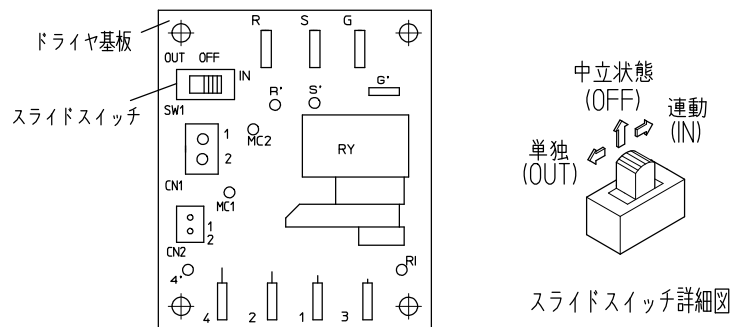 ドライヤ基板
R S G
OUT OFF
IN
G'
R' S'
スライドスイッチ
SW1
1
MC2
2
RY
CN1
MC1
1
2
CN2
4'
R1
4 2 1 3
中立状態
(OFF)
連動
(IN)
単独
(OUT)
スライドスイッチ詳細図